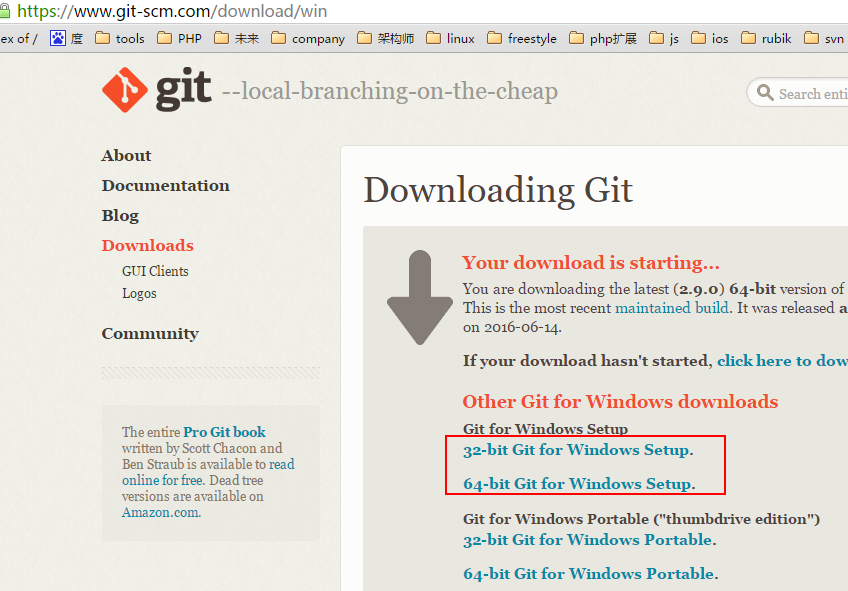 https://www.git-scm.com/download/win
ex of / 度 tools PHP 未来 company 架构师 linux freestyle php扩展 js ios rubik svn
git --local-branching-on-the-cheap
Search enti
About
Documentation
Blog
Downloads
GUI Clients
Logos
Community
The entire Pro Git book
written by Scott Chacon and
Ben Straub is available to read
online for free. Dead tree
versions are available on
Amazon.com.
Downloading Git
Your download is starting...
You are downloading the latest (2.9.0) 64-bit version of
This is the most recent maintained build. It was released a
on 2016-06-14.
If your download hasn't started, click here to dow
Other Git for Windows downloads
Git for Windows Setup
32-bit Git for Windows Setup.
64-bit Git for Windows Setup.
Git for Windows Portable ("thumbdrive edition")
32-bit Git for Windows Portable.
64-bit Git for Windows Portable.